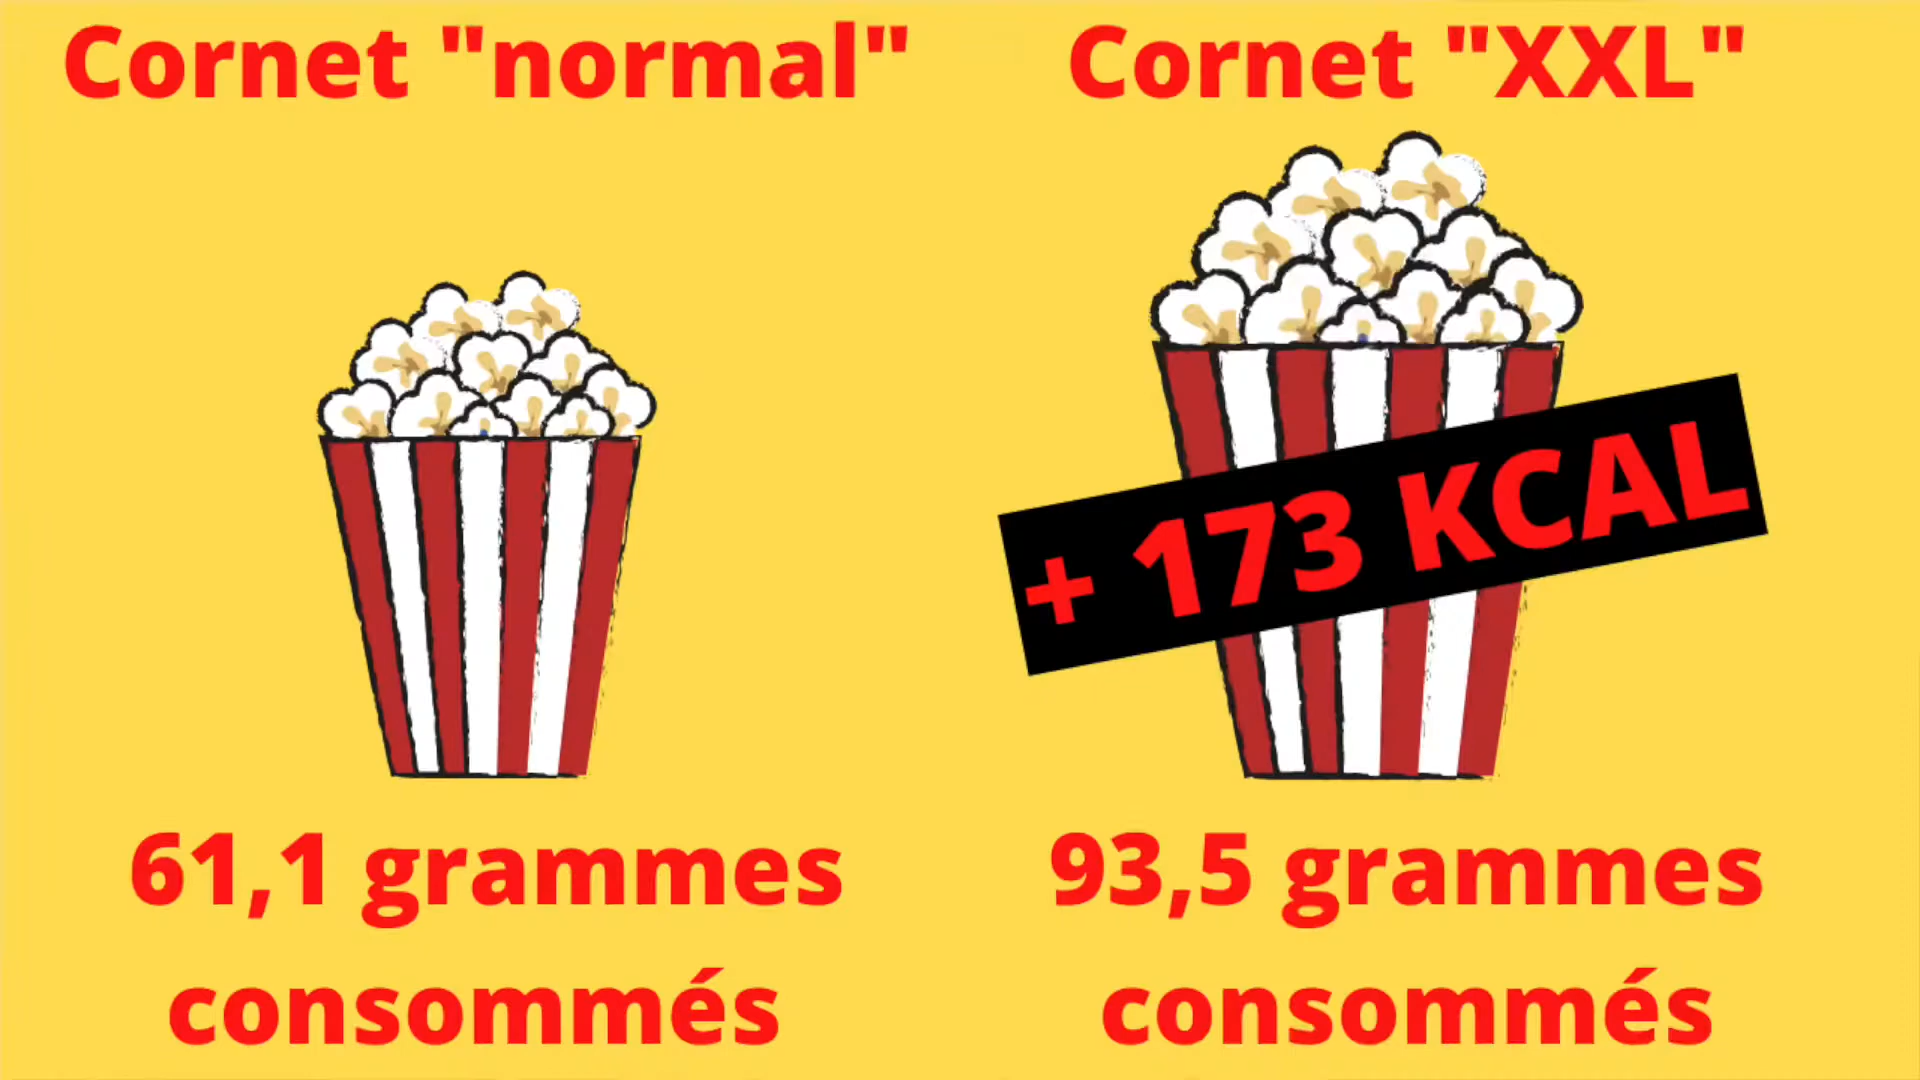 Cornet "normal"
Cornet "XXL"
+ 173 KCAL
61,1 grammes
consommés
93,5 grammes
consommés